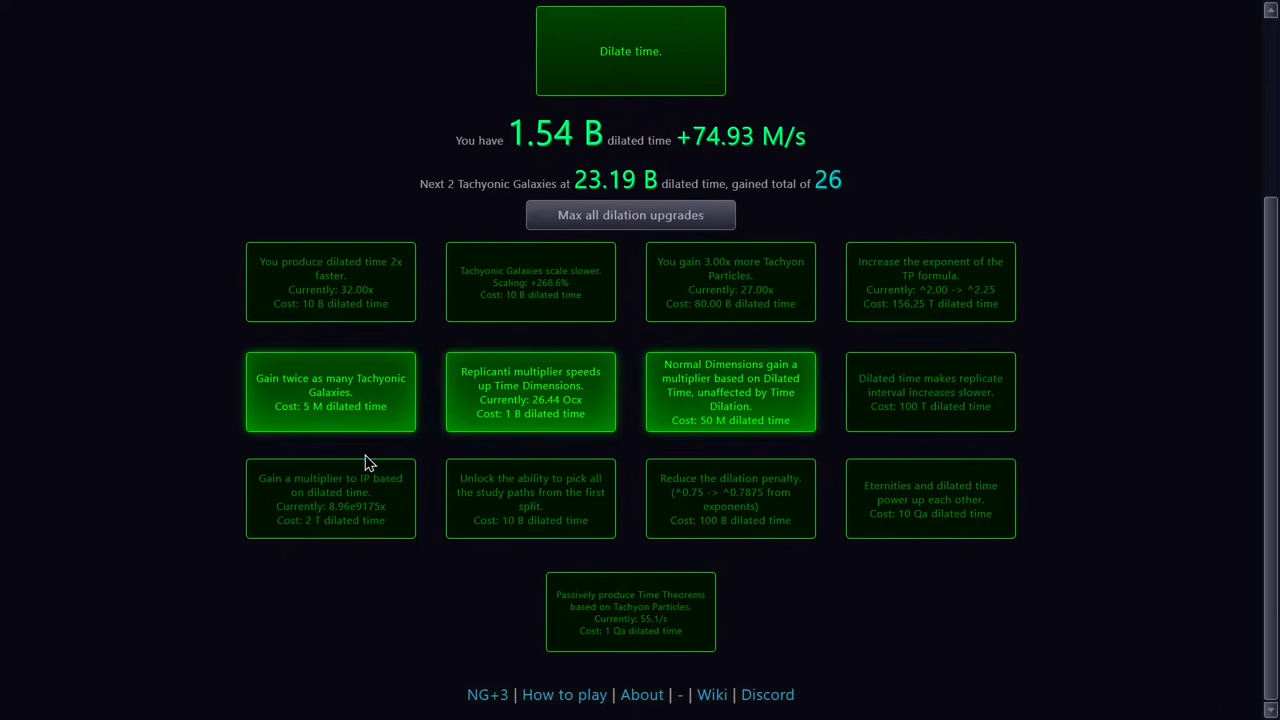 Dilate time.
You have 1.54 B dilated time +74.93 M/s
Next 2 Tachyonic Galaxies at 23.19 B dilated time, gained total of 26
Max all dilation upgrades
You produce dilated time 2x
faster.
Currently: 32.00x
Cost: 10 B dilated time
Tachyonic Galaxies scale slower.
Scaling: +268.6%
Cost: 10 B dilated time
You gain 3.00x more Tachyon
Particles.
Currently: 27.00x
Cost: 80.00 B dilated time
Increase the exponent of the
TP formula.
Currently: ^2.00 -> ^2.25
Cost: 156.25 T dilated time
Gain twice as many Tachyonic
Galaxies.
Cost: 5 M dilated time
Replicanti multiplier speeds
up Time Dimensions.
Currently: 26.44 Ocx
Cost: 1 B dilated time
Normal Dimensions gain a
multiplier based on Dilated
Time, unaffected by Time
Dilation.
Cost: 50 M dilated time
Dilated time makes replicate
interval increases slower.
Cost: 100 T dilated time
Gain a multiplier to IP based
on dilated time.
Currently: 8.96e9175x
Cost: 2 T dilated time
Unlock the ability to pick all
the study paths from the first
split.
Cost: 10 B dilated time
Reduce the dilation penalty.
(^0.75 -> ^0.7875 from
exponents)
Cost: 100 B dilated time
Eternities and dilated time
power up each other.
Cost: 10 Qa dilated time
Passively produce Time Theorems
based on Tachyon Particles.
Currently: 55.1/s
Cost: 1 Qa dilated time
NG+3 | How to play | About | - | Wiki | Discord